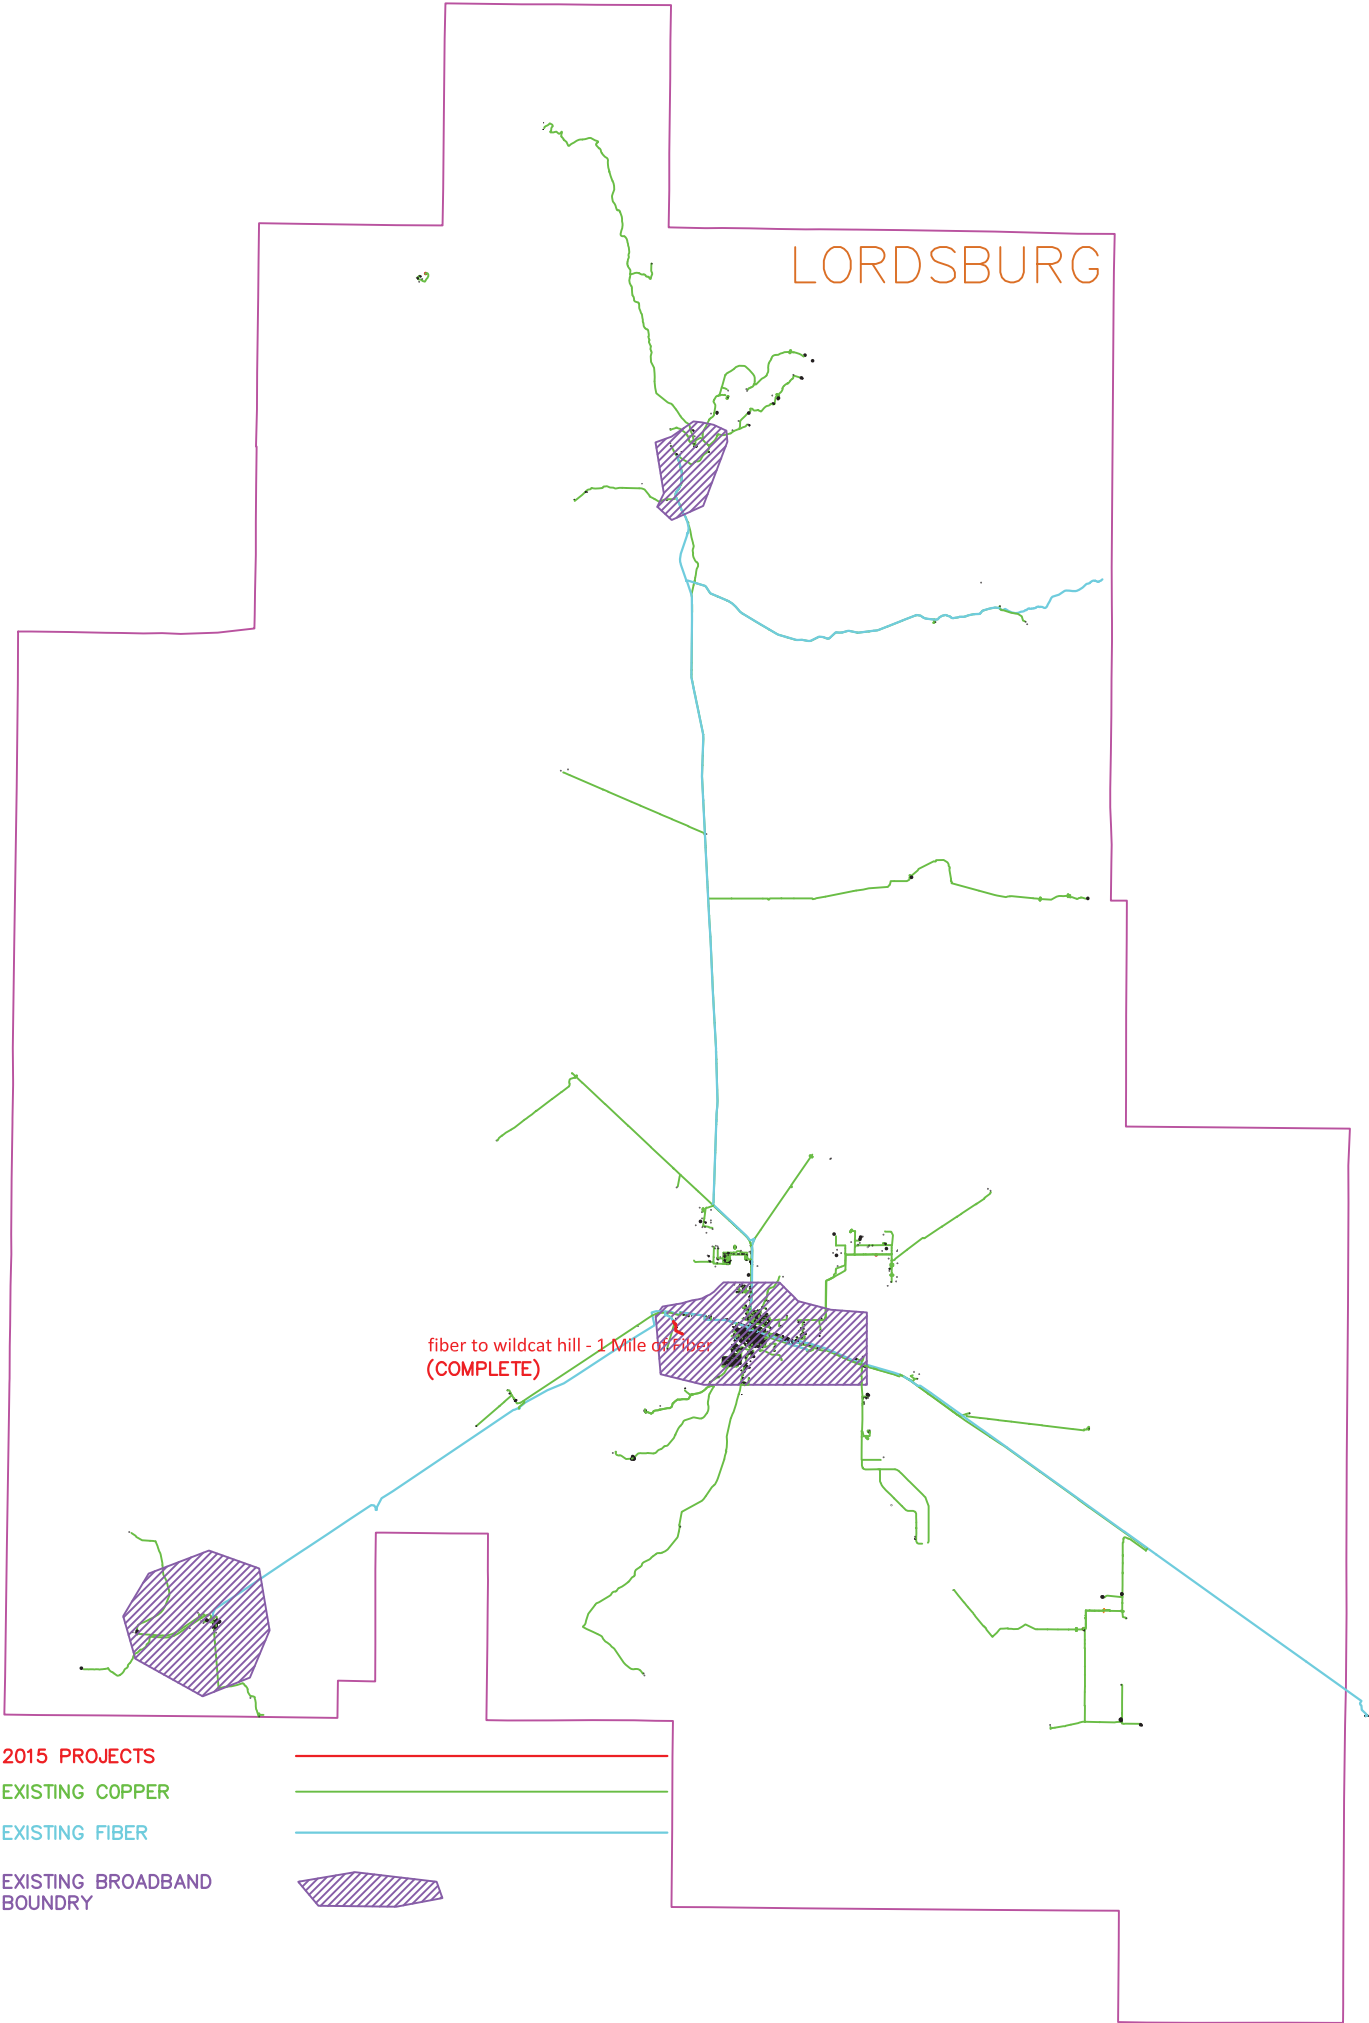 LORDSBURG
fiber to wildcat hill - 1 Mile of Fiber
(COMPLETE)
2015 PROJECTS
EXISTING COPPER
EXISTING FIBER
EXISTING BROADBAND
BOUNDRY